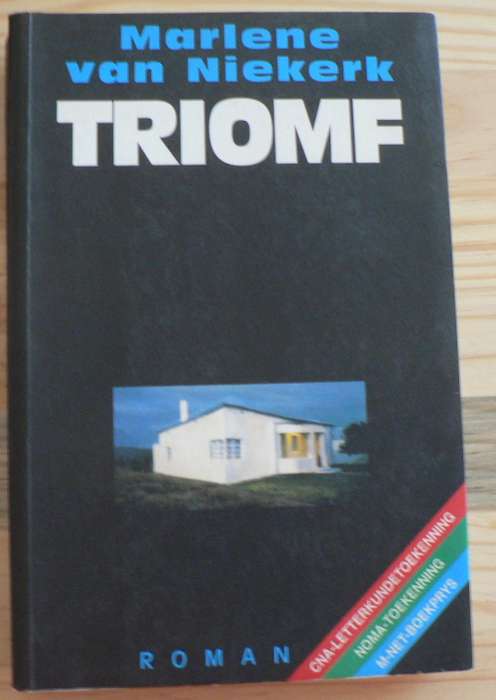 Marlene
van Niekerk
TRIOMF
CNA-LETTERKUNDETOEKENNING
NOMA-TOEKENNING
M-NET-BOEKPRYS
ROMAN